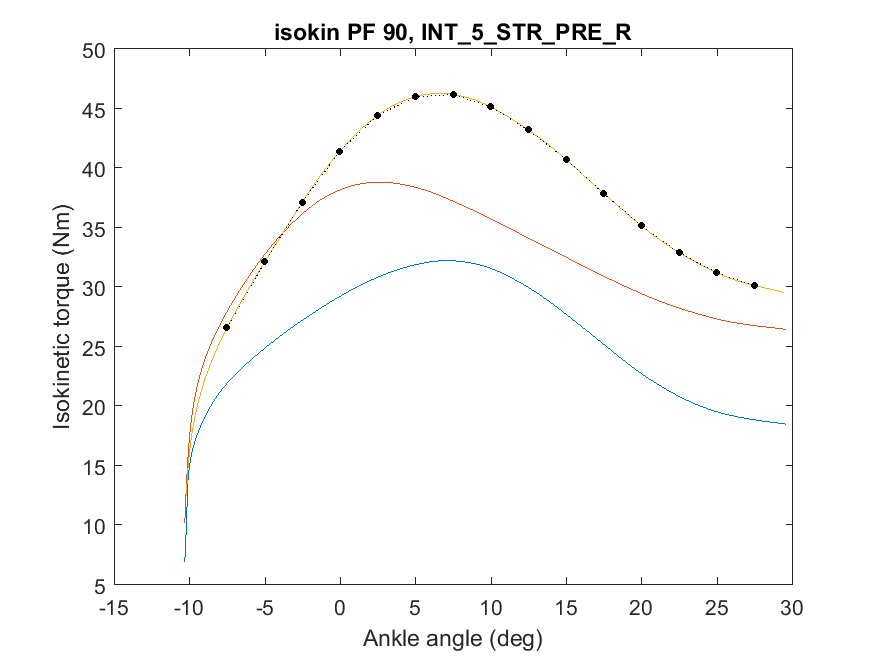 isokin PF 90, INT_5_STR_PRE_R
50
45
40
35
30
25
20
15
10
5
Isokinetic torque (Nm)
-15 -10 -5 0 5 10 15 20 25 30
Ankle angle (deg)